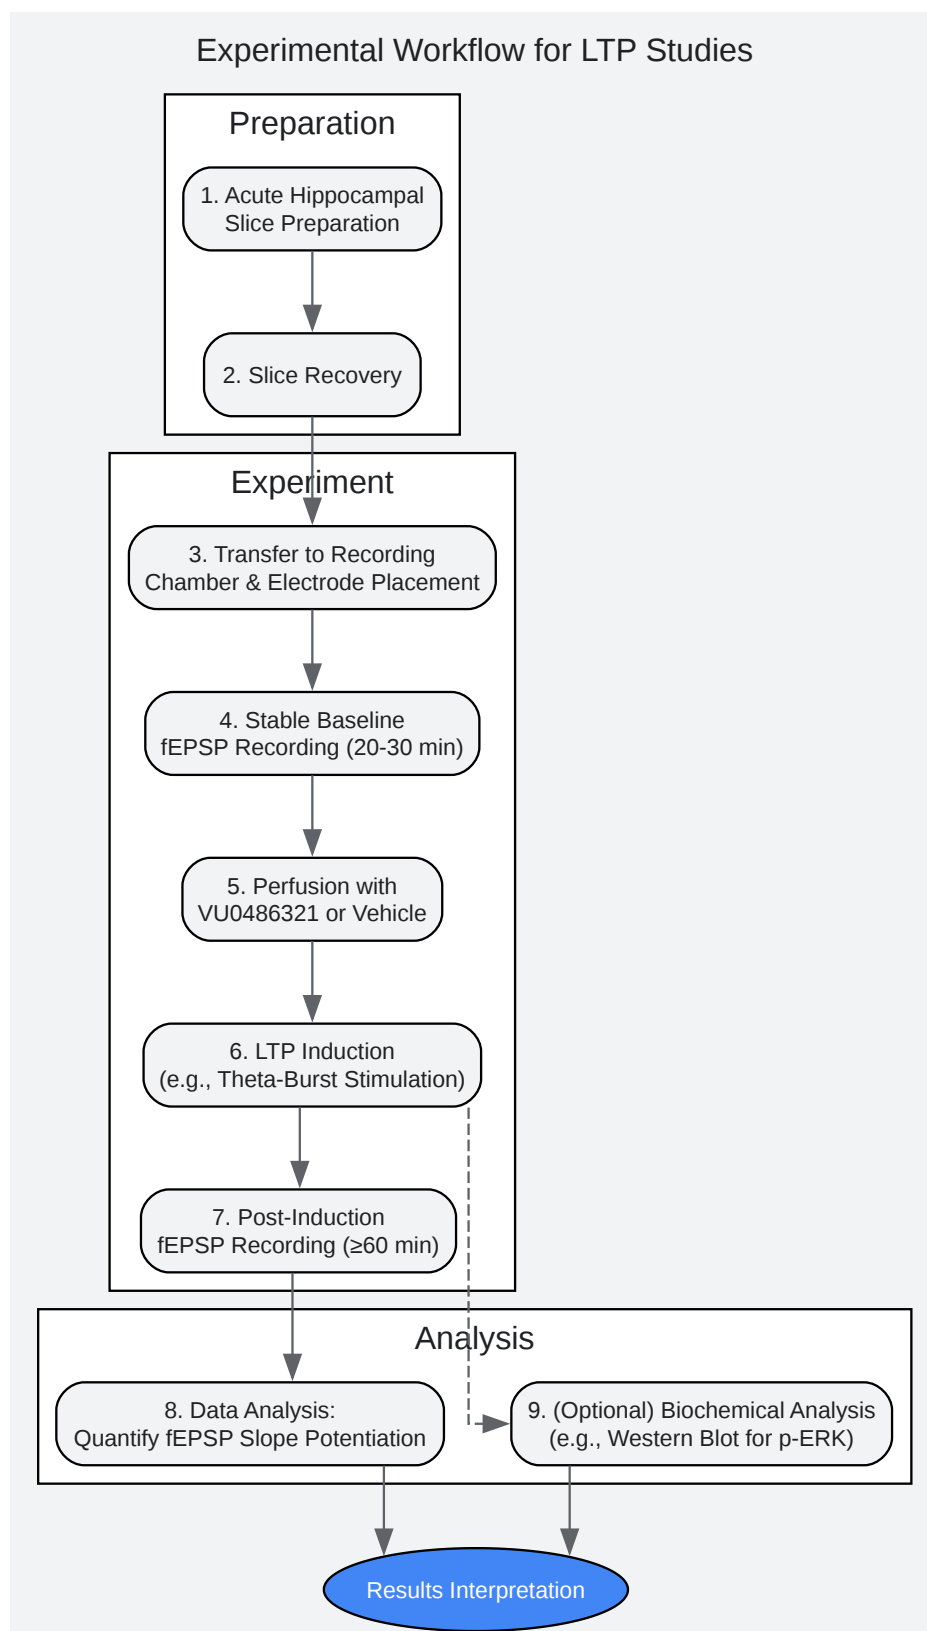 Experimental Workflow for LTP Studies
Preparation
1. Acute Hippocampal
Slice Preparation
2. Slice Recovery
Experiment
3. Transfer to Recording
Chamber & Electrode Placement
4. Stable Baseline
fEPSP Recording (20-30 min)
5. Perfusion with
VU0486321 or Vehicle
6. LTP Induction
(e.g., Theta-Burst Stimulation)
7. Post-Induction
fEPSP Recording (≥60 min)
Analysis
8. Data Analysis:
Quantify fEPSP Slope Potentiation
9. (Optional) Biochemical Analysis
(e.g., Western Blot for p-ERK)
Results Interpretation